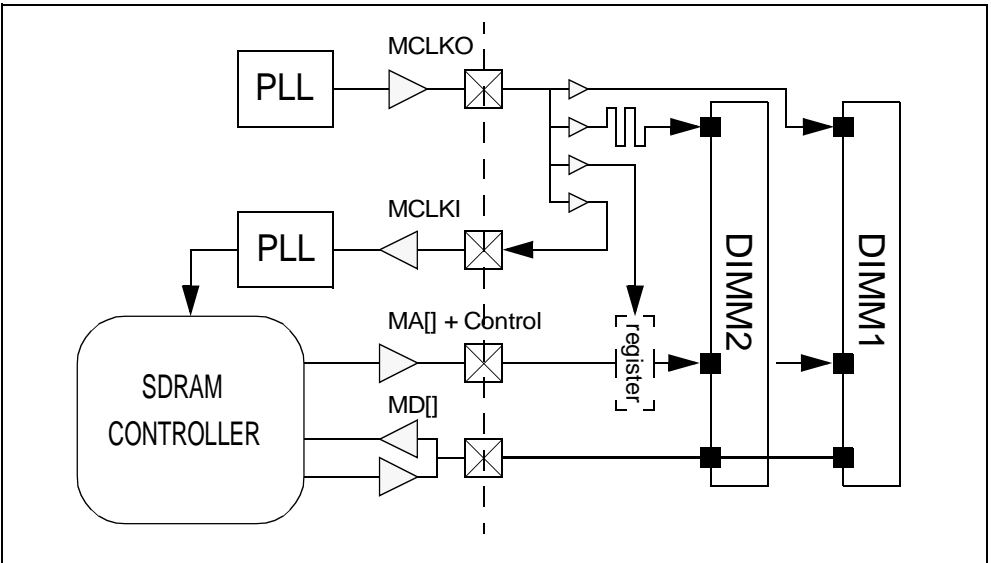 MCLKO
PLL
MCLKI
PLL
MA[] + Control
register
DIMM2
DIMM1
MD[]
SDRAM
CONTROLLER